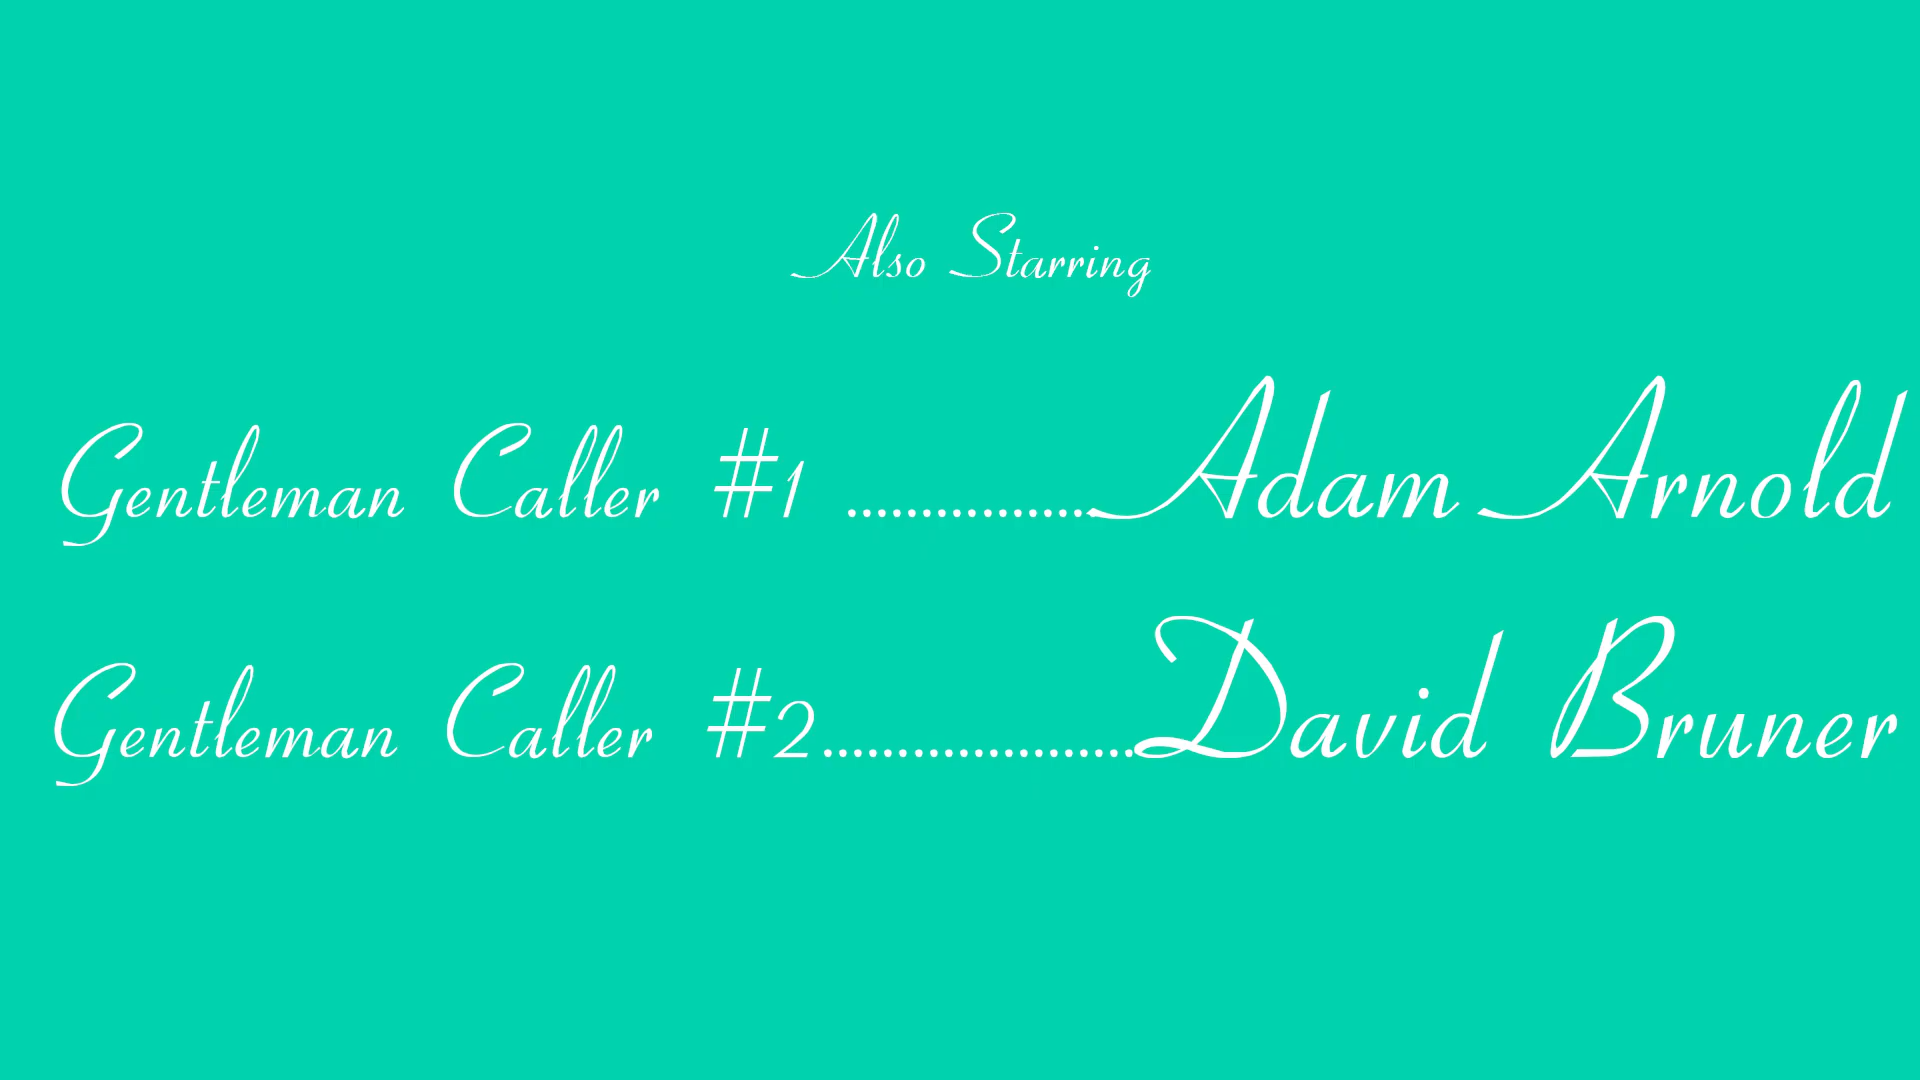 Also Starring
Gentleman Caller #1 ................Adam Arnold
Gentleman Caller #2.....................David Bruner